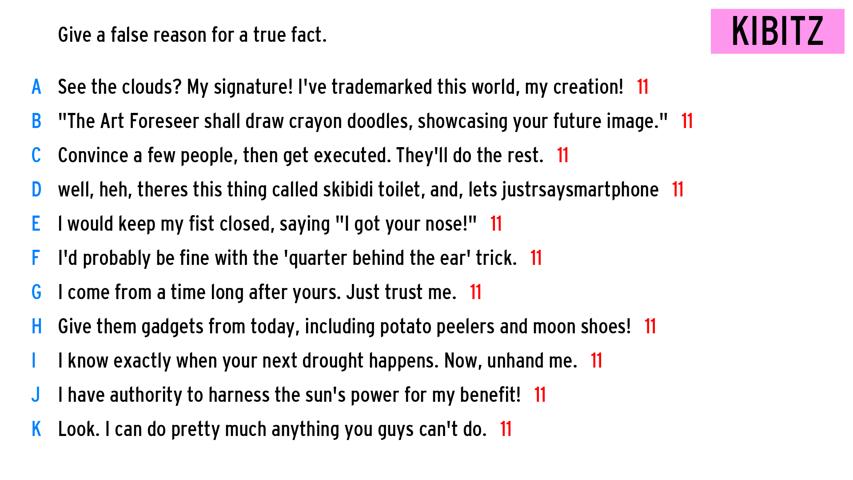 Give a false reason for a true fact.
KIBITZ
A See the clouds? My signature! I've trademarked this world, my creation! 11
B "The Art Foreseer shall draw crayon doodles, showcasing your future image." 11
C Convince a few people, then get executed. They'll do the rest. 11
D well, heh, theres this thing called skibidi toilet, and, lets justrsaysmartphone 11
E I would keep my fist closed, saying "I got your nose!" 11
F I'd probably be fine with the 'quarter behind the ear' trick. 11
G I come from a time long after yours. Just trust me. 11
H Give them gadgets from today, including potato peelers and moon shoes! 11
I I know exactly when your next drought happens. Now, unhand me. 11
J I have authority to harness the sun's power for my benefit! 11
K Look. I can do pretty much anything you guys can't do. 11